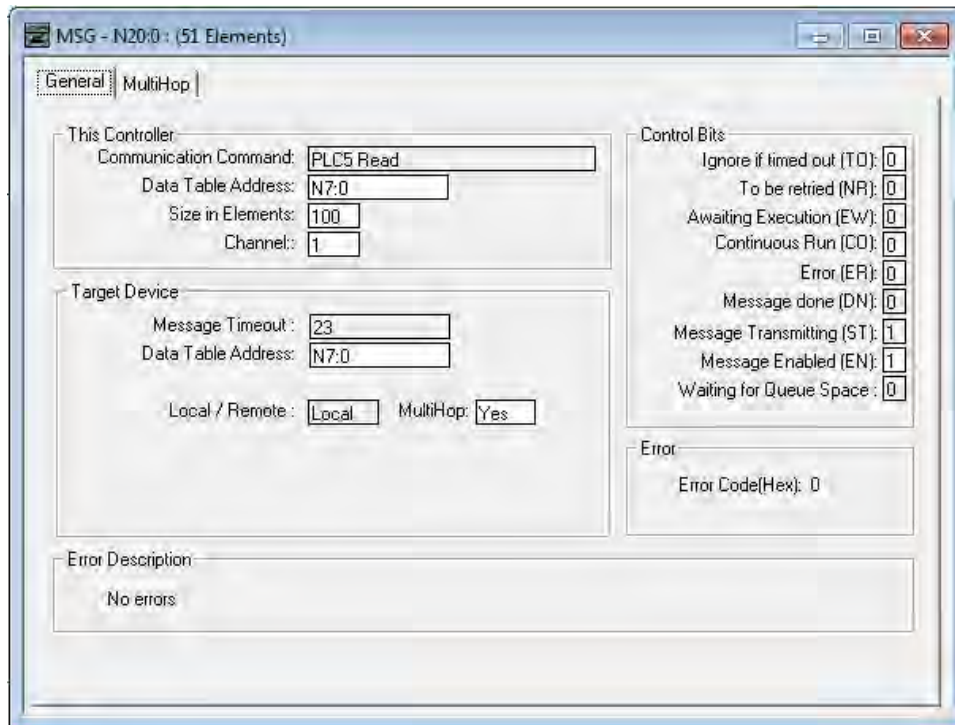 MSG - N20:0 : (51 Elements)
General MultiHop
This Controller
Communication Command: PLC5 Read
Data Table Address: N7:0
Size in Elements: 100
Channel:: 1
Target Device
Message Timeout : 23
Data Table Address: N7:0
Local / Remote : Local MultiHop: Yes
Control Bits
Ignore if timed out (TO): 0
To be retried (NR): 0
Awaiting Execution (EW): 0
Continuous Run (CO): 0
Error (ER): 0
Message done (DN): 0
Message Transmitting (ST): 1
Message Enabled (EN): 1
Waiting for Queue Space : 0
Error
Error Code(Hex): 0
Error Description
No errors